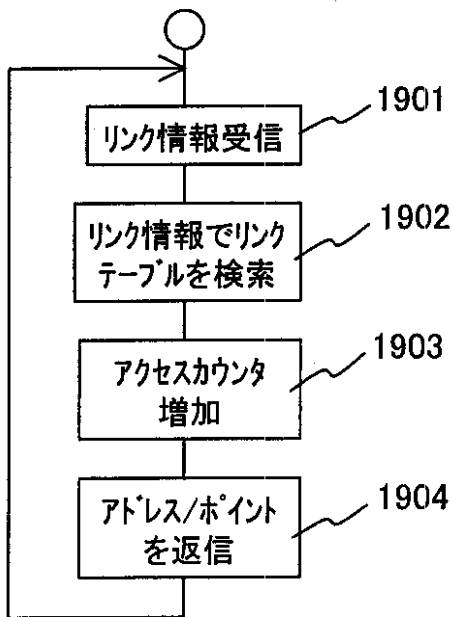 リンク情報受信
1901
リンク情報でリンク
テーブルを検索
1902
アクセスカウンタ
増加
1903
アドレス/ポイント
を返信
1904